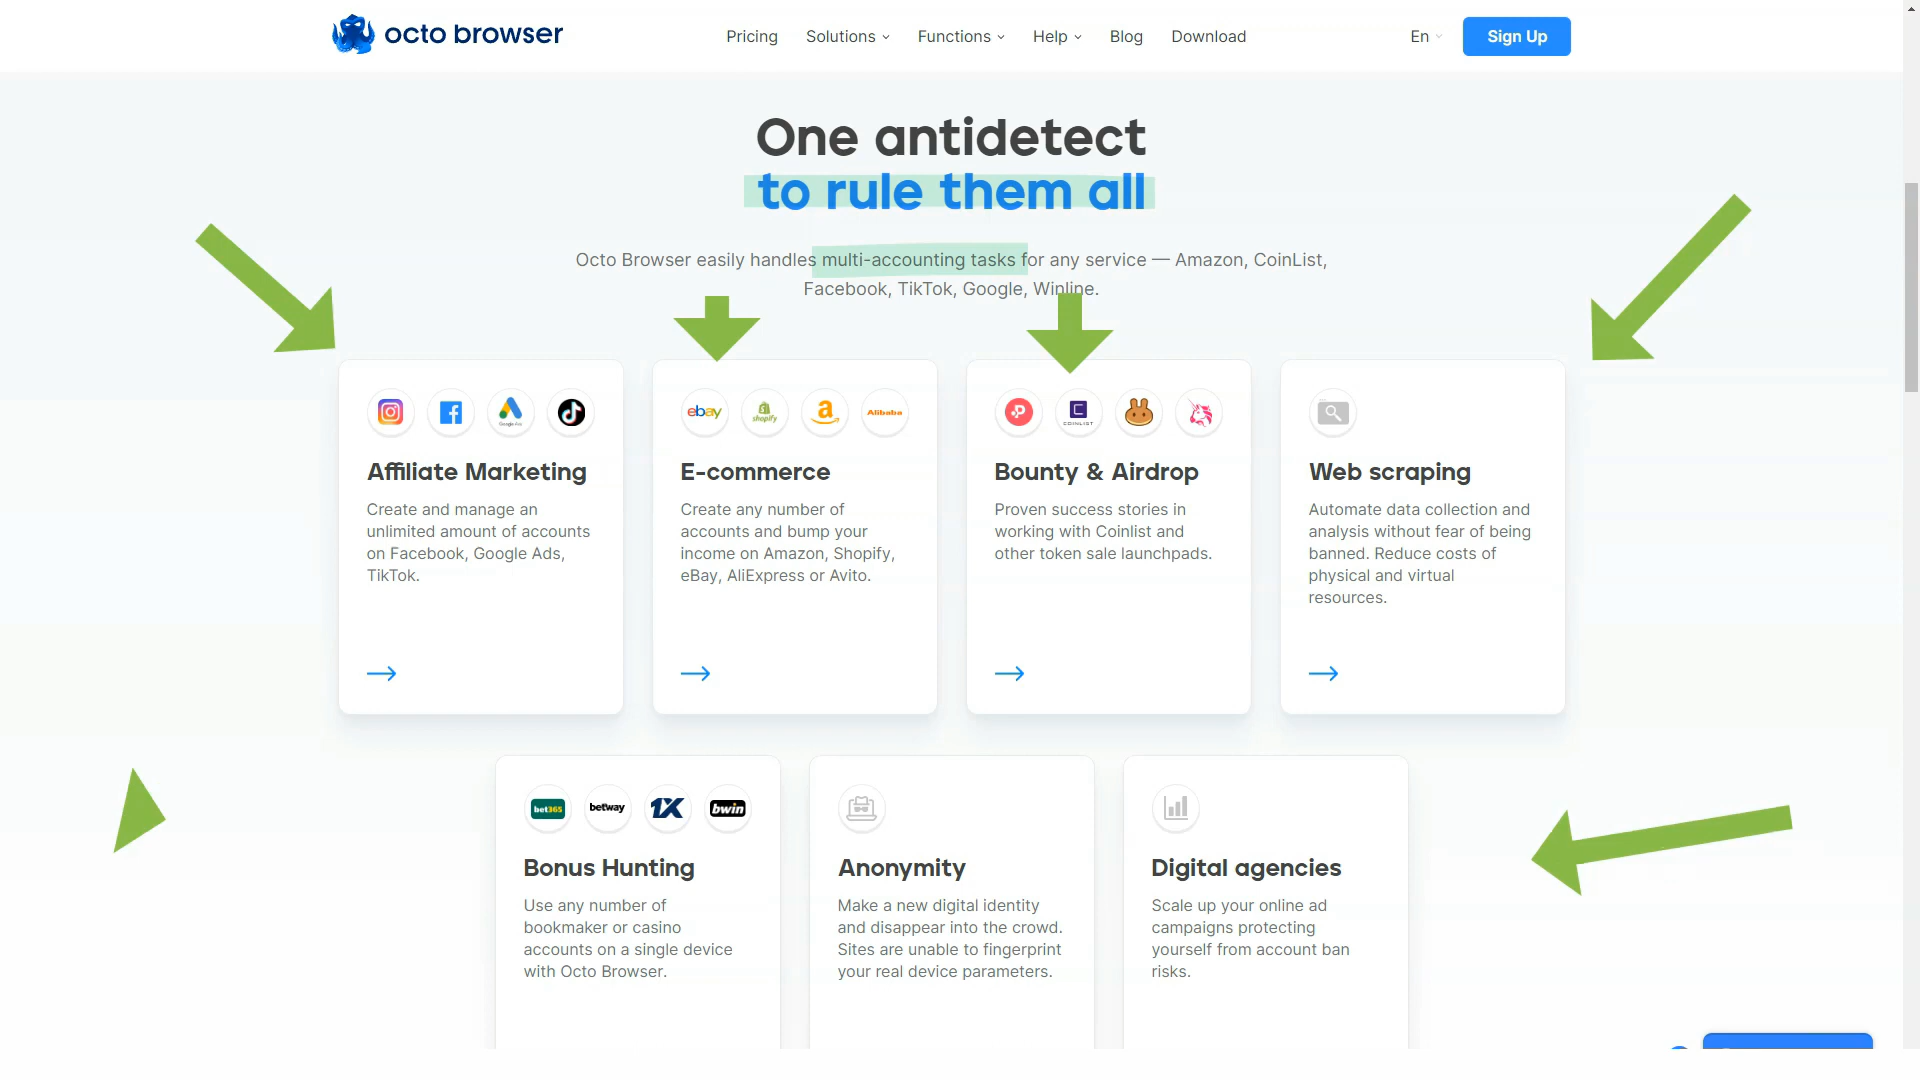 octo browser
Pricing
Solutions
Functions
Help
Blog
Download
En
Sign Up
One antidetect
to rule them all
Octo Browser easily handles multi-accounting tasks for any service — Amazon, CoinList,
Facebook, TikTok, Google, Winline.
Google Ads
Affiliate Marketing
Create and manage an
unlimited amount of accounts
on Facebook, Google Ads,
TikTok.
ebay
shopify
a
Alibaba
E-commerce
Create any number of
accounts and bump your
income on Amazon, Shopify,
eBay, AliExpress or Avito.
C
COINLIST
Bounty & Airdrop
Proven success stories in
working with Coinlist and
other token sale launchpads.
Web scraping
Automate data collection and
analysis without fear of being
banned. Reduce costs of
physical and virtual
resources.
bet365
betway
1X
bwin
Bonus Hunting
Use any number of
bookmaker or casino
accounts on a single device
with Octo Browser.
Anonymity
Make a new digital identity
and disappear into the crowd.
Sites are unable to fingerprint
your real device parameters.
Digital agencies
Scale up your online ad
campaigns protecting
yourself from account ban
risks.